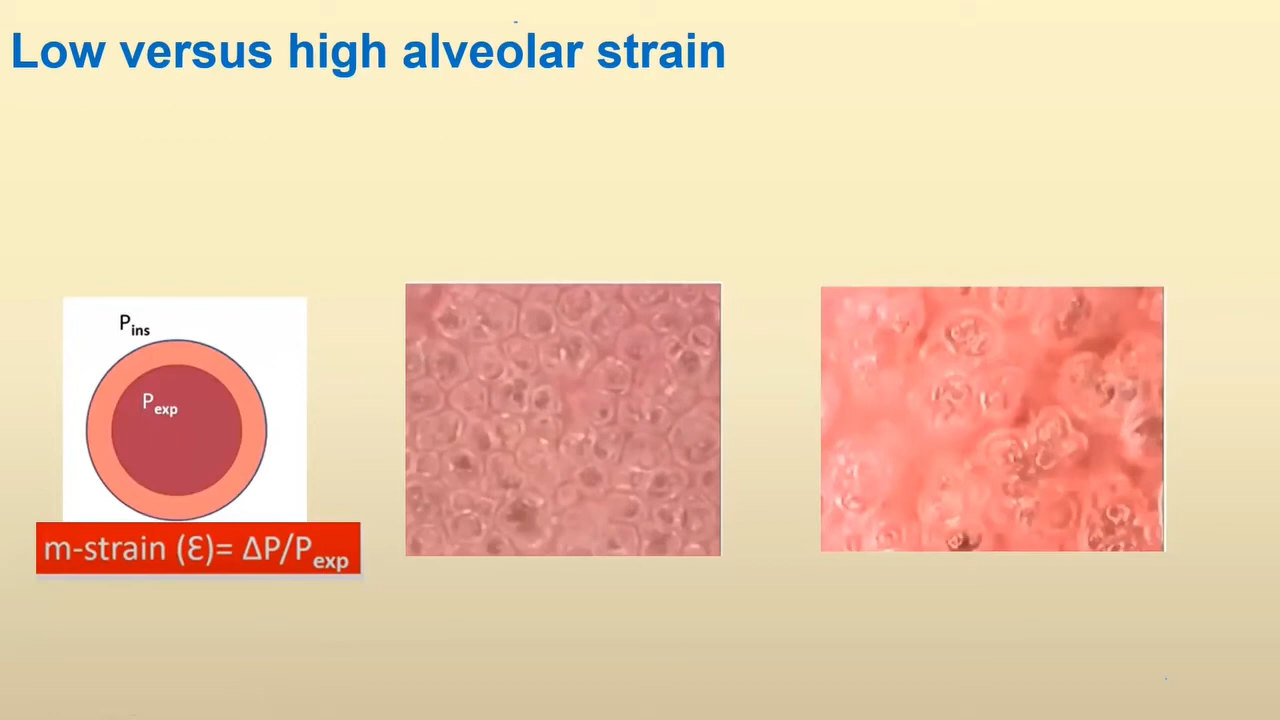 Low versus high alveolar strain
Pins
Pexp
m-strain (Ɛ)= ΔP/Pexp